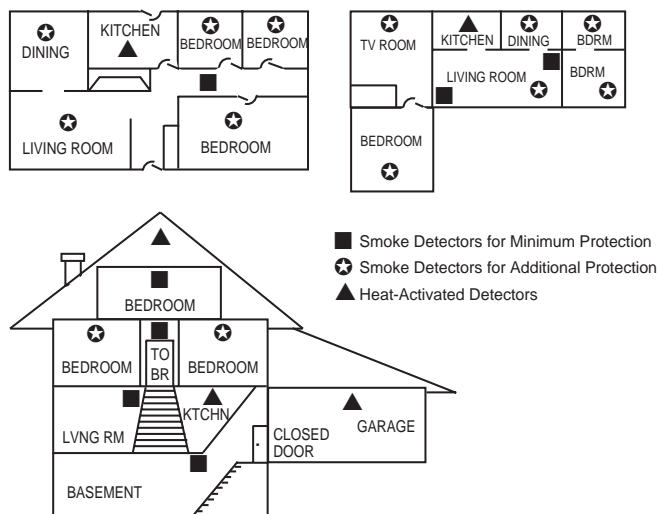 KITCHEN
DINING
BEDROOM
BEDROOM
LIVING ROOM
BEDROOM
TV ROOM
KITCHEN
DINING
BDRM
LIVING ROOM
BDRM
BEDROOM
Smoke Detectors for Minimum Protection
Smoke Detectors for Additional Protection
Heat-Activated Detectors
BEDROOM
BEDROOM
TO
BR
BEDROOM
LVNG RM
KTCHN
CLOSED
DOOR
GARAGE
BASEMENT